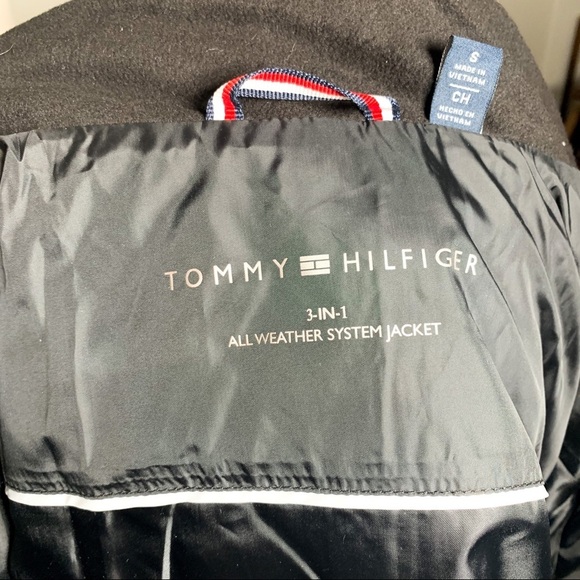 S
MADE IN
VIETNAM
CH
HECHO EN
VIETNAM
TOMMY HILFIGER
3-IN-1
ALL WEATHER SYSTEM JACKET